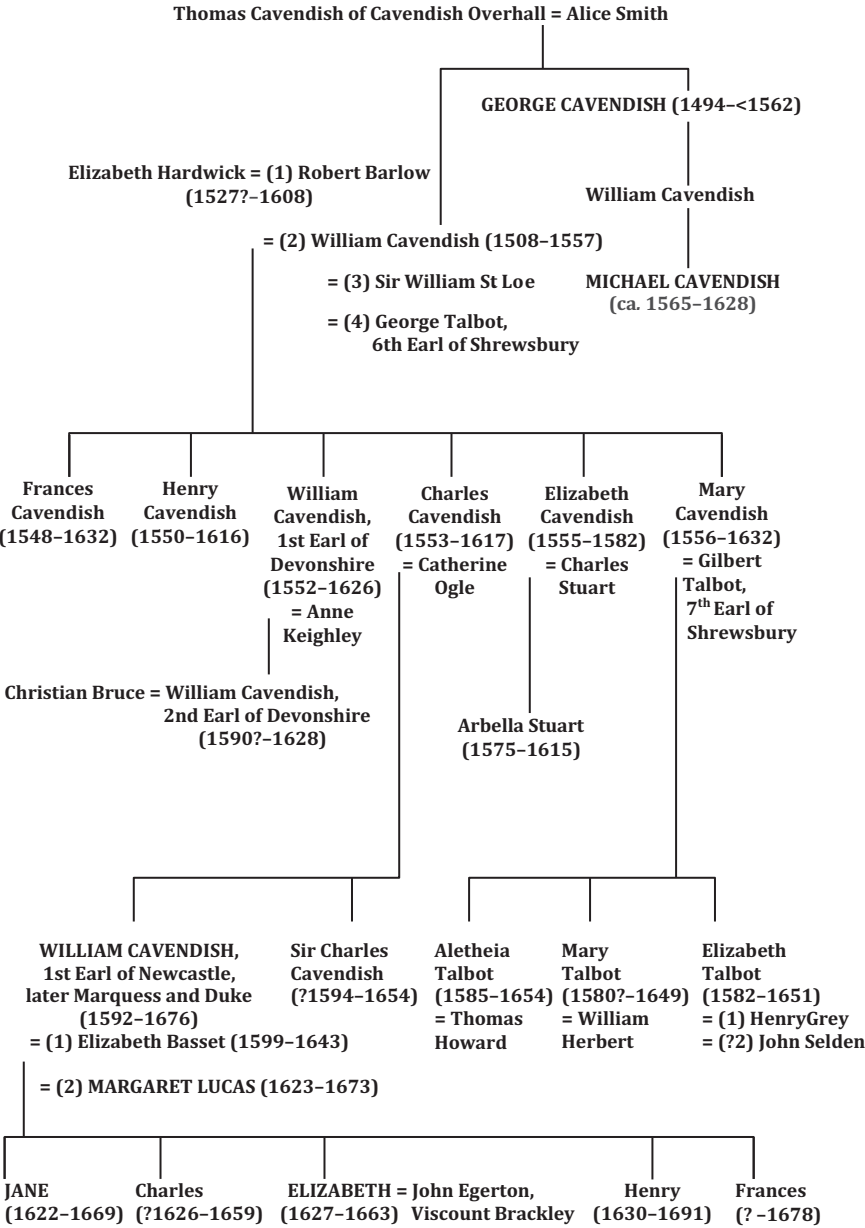 Thomas Cavendish of Cavendish Overhall = Alice Smith
GEORGE CAVENDISH (1494–<1562)
Elizabeth Hardwick = (1) Robert Barlow
(1527?–1608)
William Cavendish
= (2) William Cavendish (1508–1557)
= (3) Sir William St Loe
MICHAEL CAVENDISH
(ca. 1565–1628)
= (4) George Talbot,
6th Earl of Shrewsbury
Frances
Cavendish
(1548–1632)
Henry
Cavendish
(1550–1616)
William
Cavendish,
1st Earl of
Devonshire
(1552–1626)
= Anne
Keighley
Charles
Cavendish
(1553–1617)
= Catherine
Ogle
Elizabeth
Cavendish
(1555–1582)
= Charles
Stuart
Mary
Cavendish
(1556–1632)
= Gilbert
Talbot,
7th Earl of
Shrewsbury
Christian Bruce = William Cavendish,
2nd Earl of Devonshire
(1590?–1628)
Arbella Stuart
(1575–1615)
WILLIAM CAVENDISH,
1st Earl of Newcastle,
later Marquess and Duke
(1592–1676)
= (1) Elizabeth Basset (1599–1643)
= (2) MARGARET LUCAS (1623–1673)
Sir Charles
Cavendish
(?1594–1654)
Aletheia
Talbot
(1585–1654)
= Thomas
Howard
Mary
Talbot
(1580?–1649)
= William
Herbert
Elizabeth
Talbot
(1582–1651)
= (1) HenryGrey
= (?2) John Selden
JANE
(1622–1669)
Charles
(?1626–1659)
ELIZABETH = John Egerton,
(1627–1663) Viscount Brackley
Henry
(1630–1691)
Frances
(? –1678)